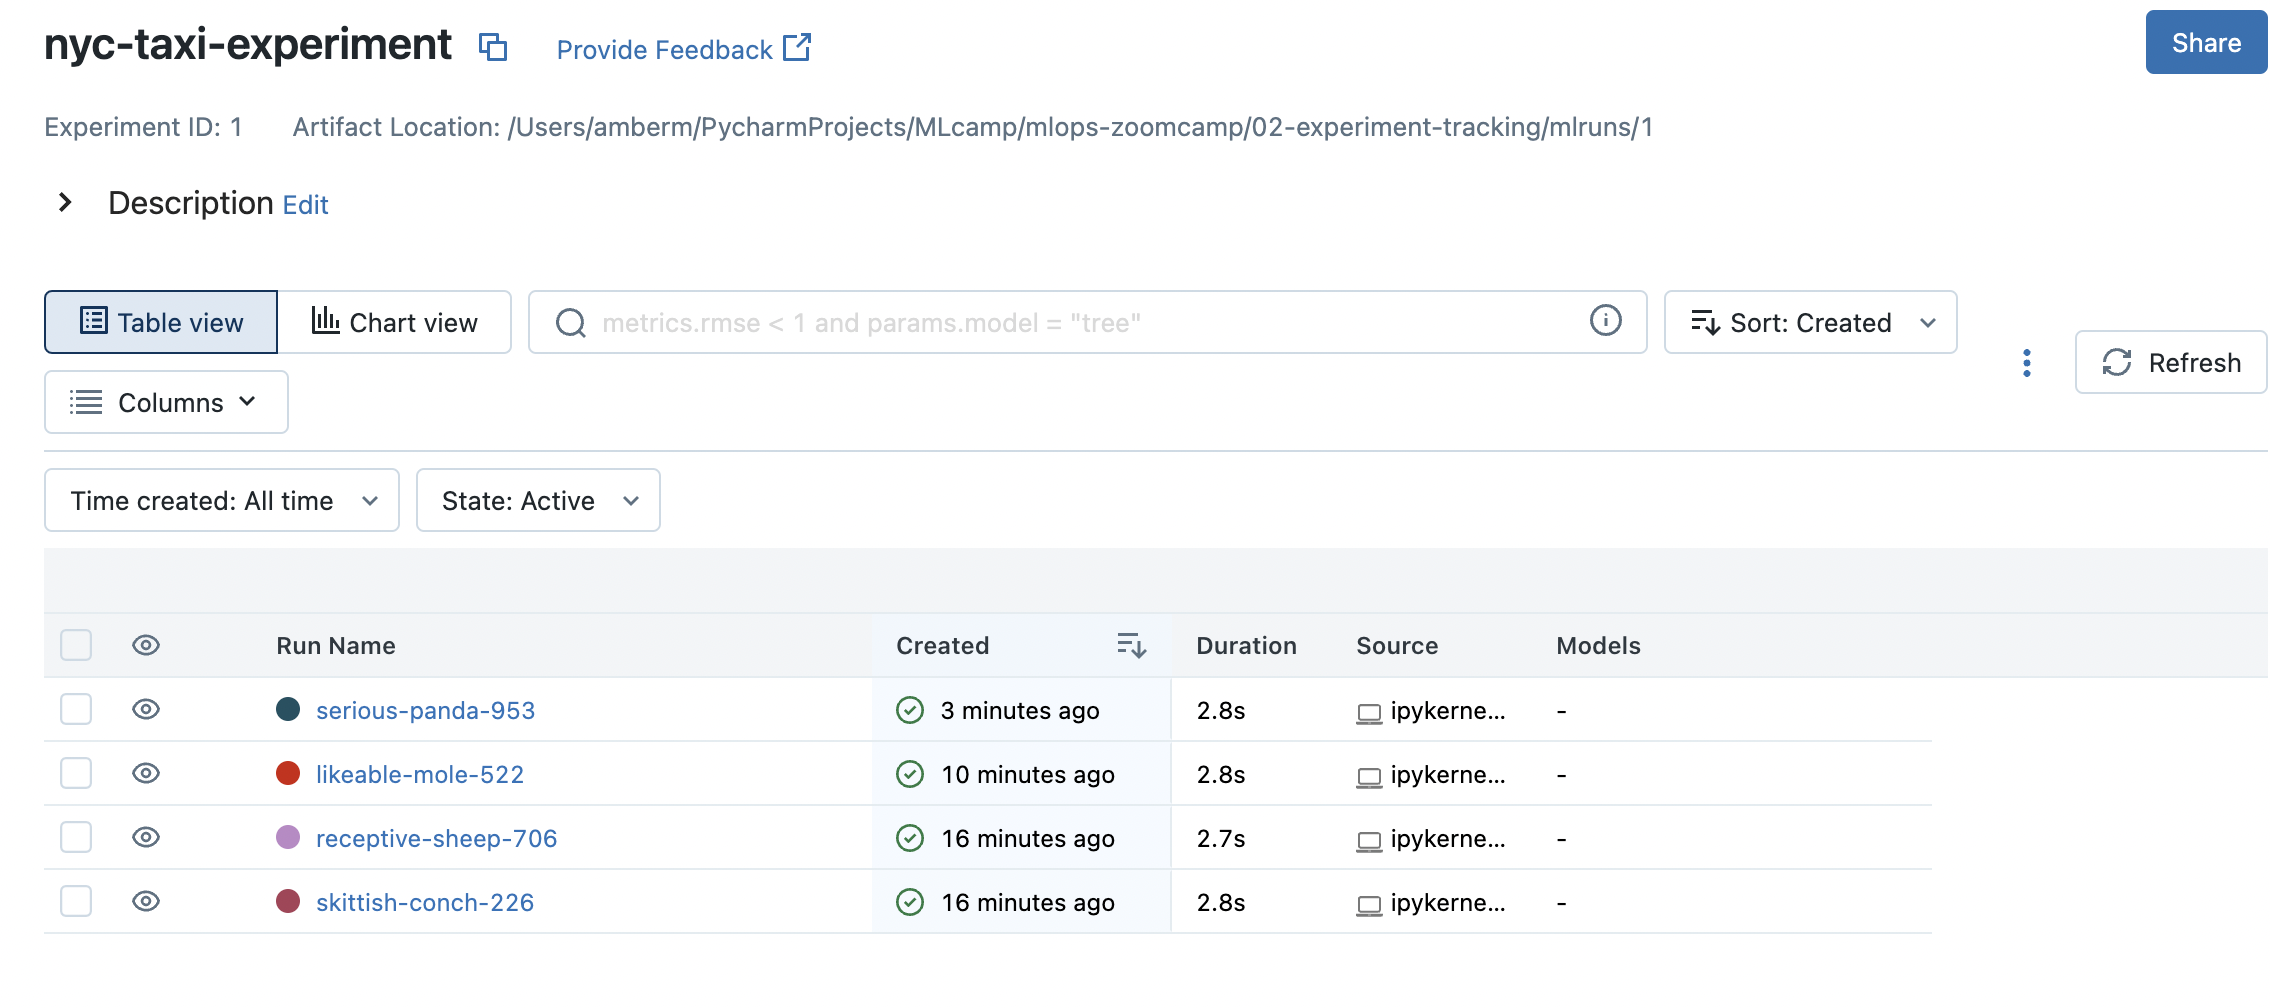 nyc-taxi-experiment Provide Feedback Share
Experiment ID: 1 Artifact Location: /Users/amberm/PycharmProjects/MLcamp/mlops-zoomcamp/02-experiment-tracking/mlruns/1
Description Edit
Table view Chart view metrics.rmse < 1 and params.model = "tree" Sort: Created
Refresh
Columns
Time created: All time State: Active
Run Name Created Duration Source Models
serious-panda-953 3 minutes ago 2.8s ipykerne... -
likeable-mole-522 10 minutes ago 2.8s ipykerne... -
receptive-sheep-706 16 minutes ago 2.7s ipykerne... -
skittish-conch-226 16 minutes ago 2.8s ipykerne... -